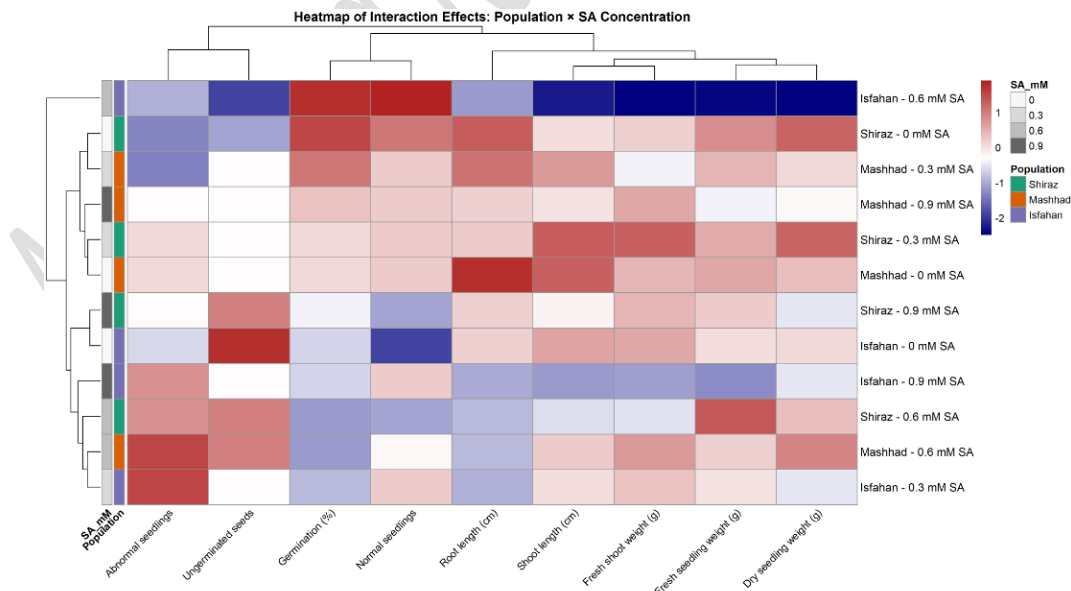 Heatmap of Interaction Effects: Population × SA Concentration
Isfahan - 0.6 mM SA
Shiraz - 0 mM SA
Mashhad - 0.3 mM SA
Mashhad - 0.9 mM SA
Shiraz - 0.3 mM SA
Mashhad - 0 mM SA
Shiraz - 0.9 mM SA
Isfahan - 0 mM SA
Isfahan - 0.9 mM SA
Shiraz - 0.6 mM SA
Mashhad - 0.6 mM SA
Isfahan - 0.3 mM SA
1
0
-1
-2
SA_mM
0
0.3
0.6
0.9
Population
Shiraz
Mashhad
Isfahan
SA_mM
Population
Abnormal seedlings
Ungerminated seeds
Germination (%)
Normal seedlings
Root length (cm)
Shoot length (cm)
Fresh shoot weight (g)
Fresh seedling weight (g)
Dry seedling weight (g)